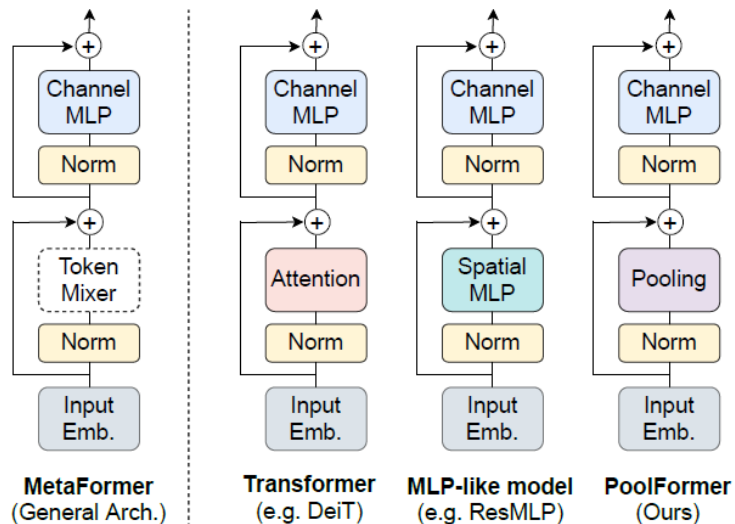 +
+
+
+
Channel
MLP
Channel
MLP
Channel
MLP
Channel
MLP
Norm
Norm
Norm
Norm
+
+
+
+
Token
Mixer
Attention
Spatial
MLP
Pooling
Norm
Norm
Norm
Norm
Input
Emb.
Input
Emb.
Input
Emb.
Input
Emb.
MetaFormer
(General Arch.)
Transformer
(e.g. DeiT)
MLP-like model
(e.g. ResMLP)
PoolFormer
(Ours)